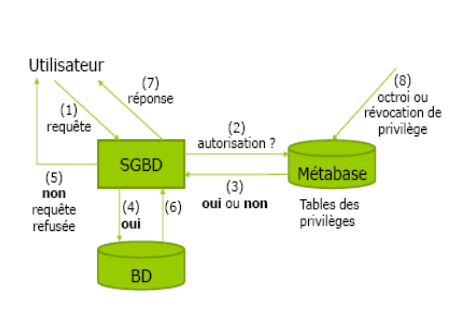 Utilisateur
(1)
requête
(7)
réponse
(2)
autorisation ?
(8)
octroi ou
révocation de
privilège
SGBD
Métabase
(3)
oui ou non
Tables des
privilèges
(5)
non
requête
refusée
(4)
oui
(6)
BD